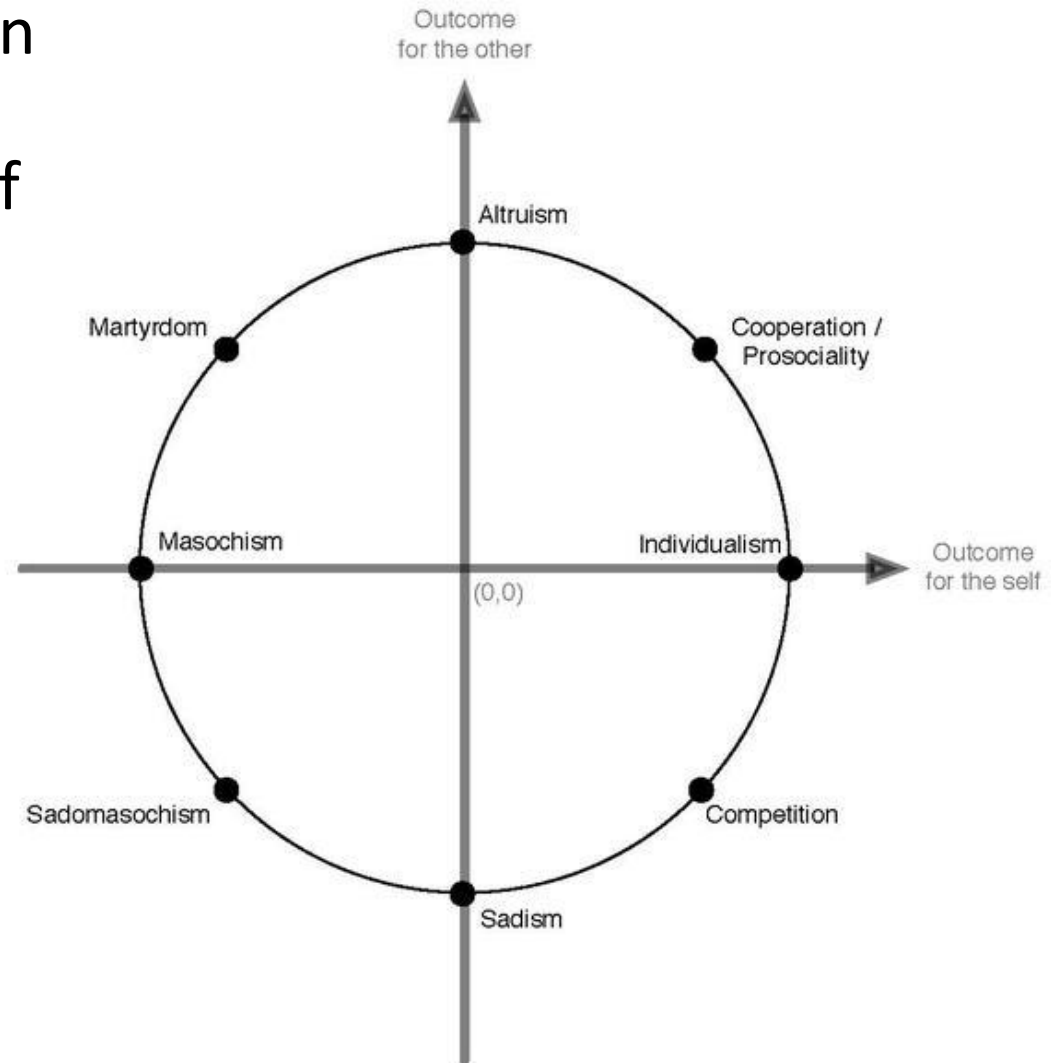 n
f
Outcome
for the other
Altruism
Martyrdom
Cooperation /
Prosociality
Masochism
Individualism
Outcome
for the self
(0,0)
Sadomasochism
Competition
Sadism